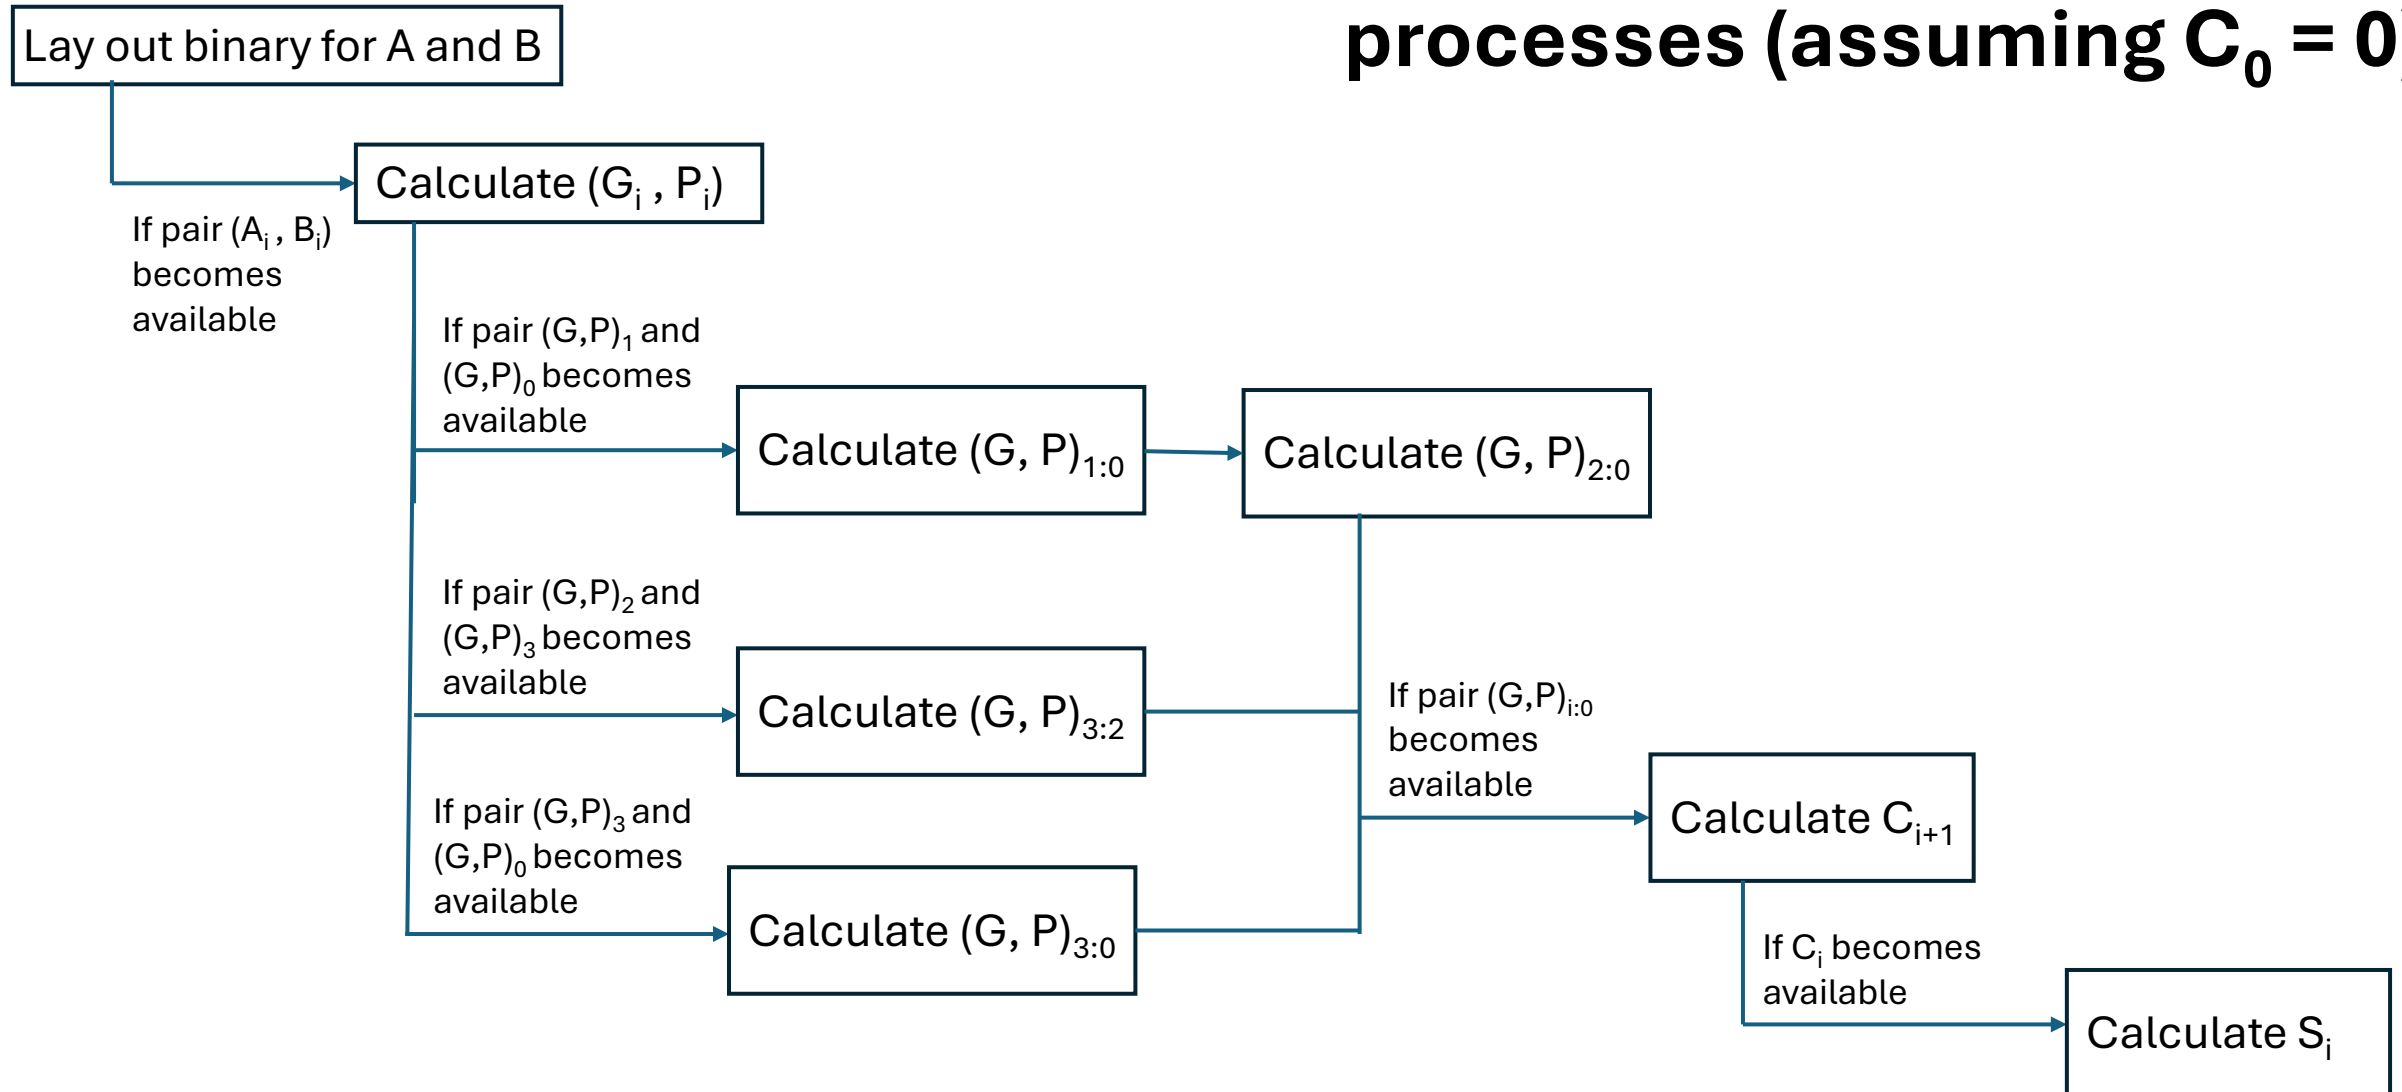 processes (assuming C₀ = 0)
Lay out binary for A and B
Calculate (Gᵢ , Pᵢ)
If pair (Aᵢ , Bᵢ)
becomes
available
If pair (G,P)₁ and
(G,P)₀ becomes
available
Calculate (G, P)₁:₀
Calculate (G, P)₂:₀
If pair (G,P)₂ and
(G,P)₃ becomes
available
Calculate (G, P)₃:₂
If pair (G,P)ᵢ:₀
becomes
available
If pair (G,P)₃ and
(G,P)₀ becomes
available
Calculate (G, P)₃:₀
Calculate Cᵢ₊₁
If Cᵢ becomes
available
Calculate Sᵢ